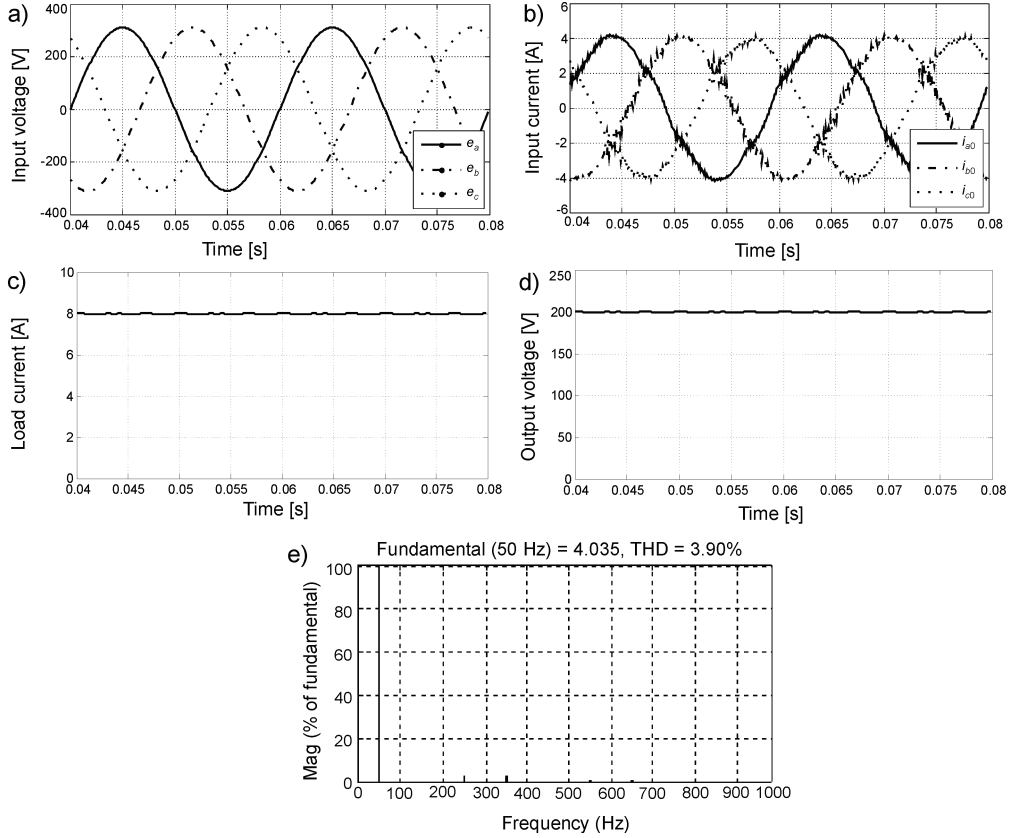 a)
Input voltage [V]
400
200
0
-200
-400
0.04 0.045 0.05 0.055 0.06 0.065 0.07 0.075 0.08
Time [s]
ea
eb
ec
b)
Input current [A]
6
4
2
0
-2
-4
-6
0.04 0.045 0.05 0.055 0.06 0.065 0.07 0.075 0.08
Time [s]
ia0
ib0
ic0
c)
Load current [A]
10
8
6
4
2
0
0.04 0.045 0.05 0.055 0.06 0.065 0.07 0.075 0.08
Time [s]
d)
Output voltage [V]
250
200
150
100
50
0
0.04 0.045 0.05 0.055 0.06 0.065 0.07 0.075 0.08
Time [s]
e)
Fundamental (50 Hz) = 4.035, THD = 3.90%
Mag (% of fundamental)
100
80
60
40
20
0
0 100 200 300 400 500 600 700 800 900 1000
Frequency (Hz)